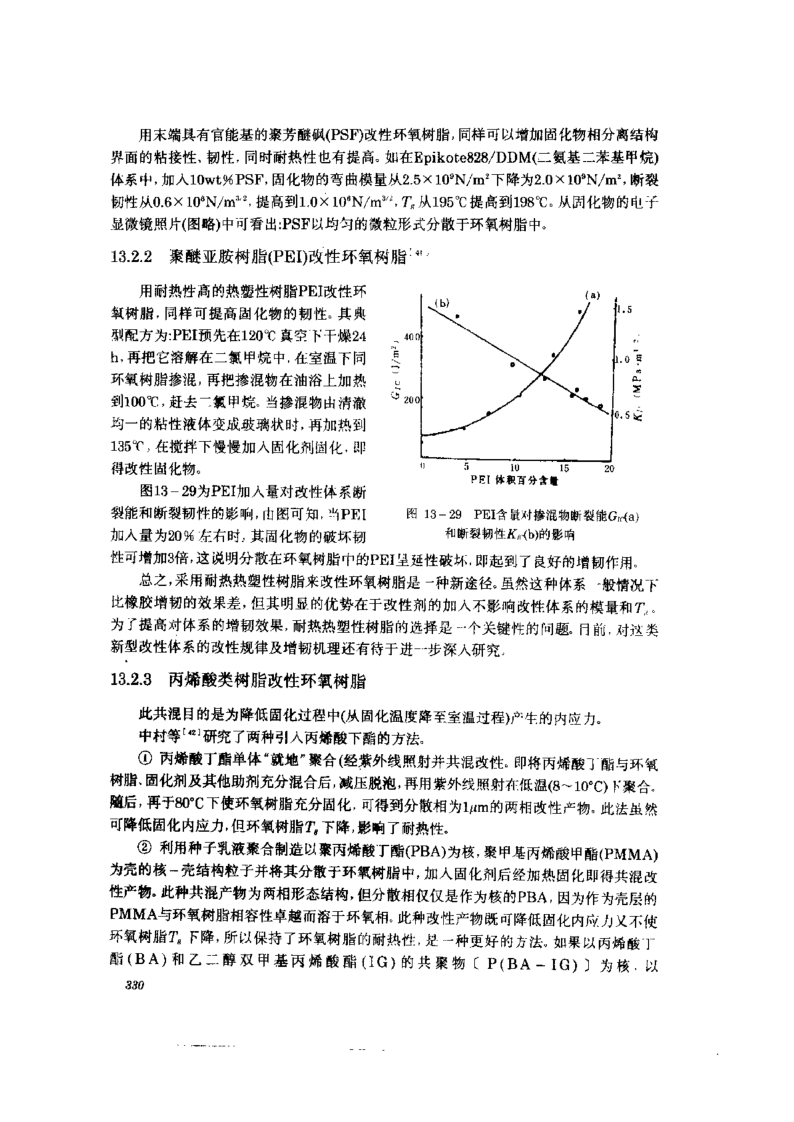 用末端具有官能基的聚芳醚砜(PSF)改性环氧树脂,同样可以增加固化物相分离结构
界面的粘接性、韧性,同时耐热性也有提高。如在Epikote828/DDM(二氨基二苯基甲烷)
体系中,加入10wt%PSF,固化物的弯曲模量从2.5×10⁹N/m²下降为2.0×10⁹N/m²,断裂
韧性从0.6×10⁶N/m³ᐟ²,提高到1.0×10⁶N/m³ᐟ²,Tg从195℃提高到198℃。从固化物的电子
显微镜照片(图略)中可看出:PSF以均匀的微粒形式分散于环氧树脂中。
13.2.2 聚醚亚胺树脂(PEI)改性环氧树脂
用耐热性高的热塑性树脂PEI改性环
氧树脂,同样可提高固化物的韧性。其典
型配方为:PEI预先在120℃真空下干燥24
h,再把它溶解在二氯甲烷中,在室温下同
环氧树脂掺混,再把掺混物在油浴上加热
到100℃,赶去二氯甲烷。当掺混物由清澈
均一的粘性液体变成玻璃状时,再加热到
135℃,在搅拌下慢慢加入固化剂固化,即
得改性固化物。
图13-29为PEI加入量对改性体系断
裂能和断裂韧性的影响,由图可知,当PEI
加入量为20%左右时,其固化物的破坏韧
(b)
(a)
400
200
GIC (J/m²)
1.5
1.0
0.5
0 5 10 15 20
PEI 体积百分含量
图 13-29 PEI含量对掺混物断裂能GIC(a)
和断裂韧性KIC(b)的影响
性可增加3倍,这说明分散在环氧树脂中的PEI呈延性破坏,即起到了良好的增韧作用。
总之,采用耐热热塑性树脂来改性环氧树脂是一种新途径。虽然这种体系一般情况下
比橡胶增韧的效果差,但其明显的优势在于改性剂的加入不影响改性体系的模量和Tg。
为了提高对体系的增韧效果,耐热热塑性树脂的选择是一个关键性的问题。目前,对这类
新型改性体系的改性规律及增韧机理还有待于进一步深入研究。
13.2.3 丙烯酸类树脂改性环氧树脂
此共混目的是为降低固化过程中(从固化温度降至室温过程)产生的内应力。
中村等[42]研究了两种引入丙烯酸丁酯的方法。
① 丙烯酸丁酯单体“就地”聚合(经紫外线照射并共混改性。即将丙烯酸丁酯与环氧
树脂、固化剂及其他助剂充分混合后,减压脱泡,再用紫外线照射在低温(8~10°C)下聚合。
随后,再于80°C下使环氧树脂充分固化,可得到分散相为1μm的两相改性产物。此法虽然
可降低固化内应力,但环氧树脂Tg下降,影响了耐热性。
② 利用种子乳液聚合制造以聚丙烯酸丁酯(PBA)为核,聚甲基丙烯酸甲酯(PMMA)
为壳的核-壳结构粒子并将其分散于环氧树脂中,加入固化剂后经加热固化即得共混改
性产物。此种共混产物为两相形态结构,但分散相仅仅是作为核的PBA,因为作为壳层的
PMMA与环氧树脂相容性卓越而溶于环氧相。此种改性产物既可降低固化内应力又不使
环氧树脂Tg下降,所以保持了环氧树脂的耐热性,是一种更好的方法。如果以丙烯酸丁
酯(BA)和乙二醇双甲基丙烯酸酯(IG)的共聚物〔P(BA-IG)〕为核,以
330